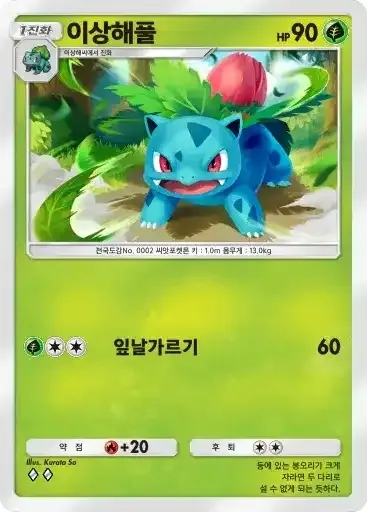 1진화
이상해풀
HP 90
이상해씨에서 진화
전국도감No. 0002 씨앗포켓몬 키 : 1.0m 몸무게 : 13.0kg
잎날가르기 60
약점 +20 후퇴
Illus. Kurata So
등에 있는 봉오리가 크게
자라면 두 다리로
설 수 없게 되는 듯하다.